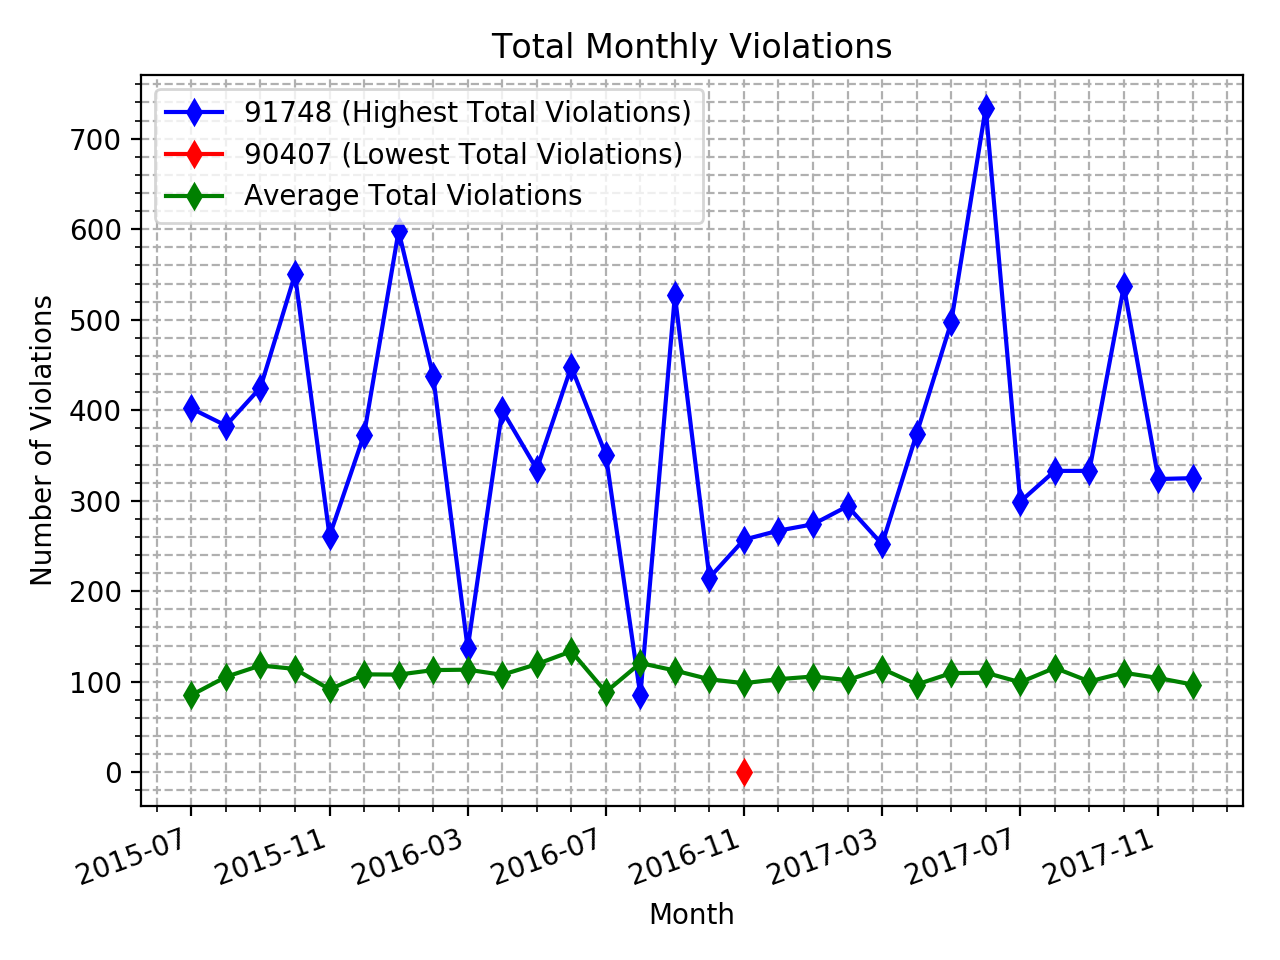 Total Monthly Violations
91748 (Highest Total Violations)
90407 (Lowest Total Violations)
Average Total Violations
700
600
500
400
300
200
100
0
Number of Violations
2015-07
2015-11
2016-03
2016-07
2016-11
2017-03
2017-07
2017-11
Month